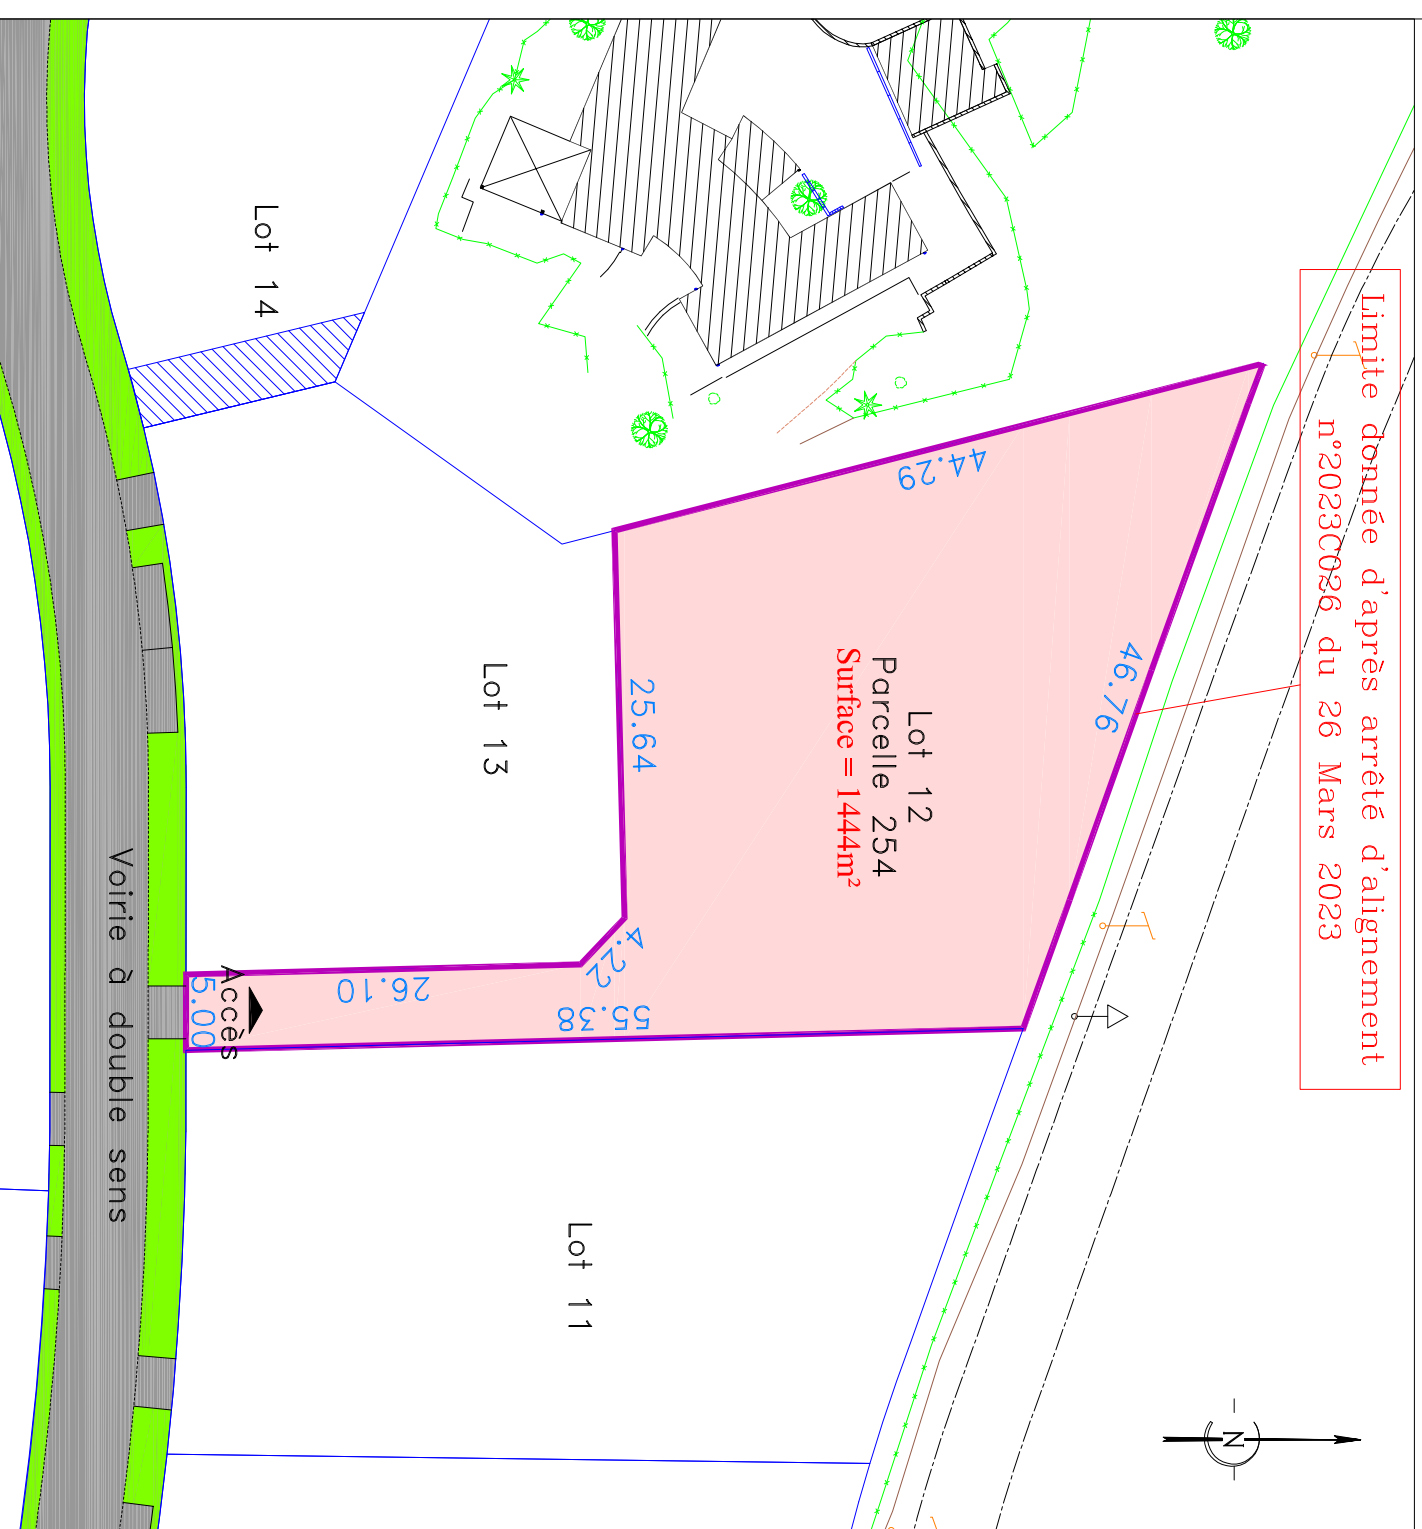 Limite donnée d'après arrêté d'alignement
n°2023C026 du 26 Mars 2023
Lot 14
44.29
46.76
Lot 12
Parcelle 254
Surface = 1444m²
25.64
Lot 13
4.22
26.10
55.38
5.00
Accès
Voirie à double sens
Lot 11
N